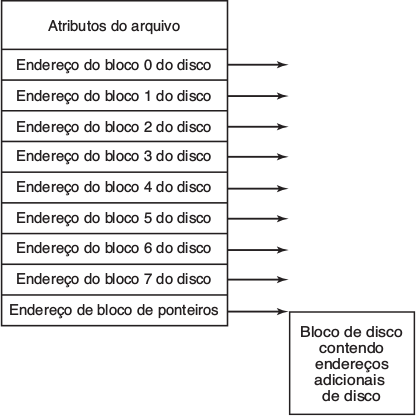 Atributos do arquivo
Endereço do bloco 0 do disco
Endereço do bloco 1 do disco
Endereço do bloco 2 do disco
Endereço do bloco 3 do disco
Endereço do bloco 4 do disco
Endereço do bloco 5 do disco
Endereço do bloco 6 do disco
Endereço do bloco 7 do disco
Endereço de bloco de ponteiros
Bloco de disco
contendo
endereços
adicionais
de disco